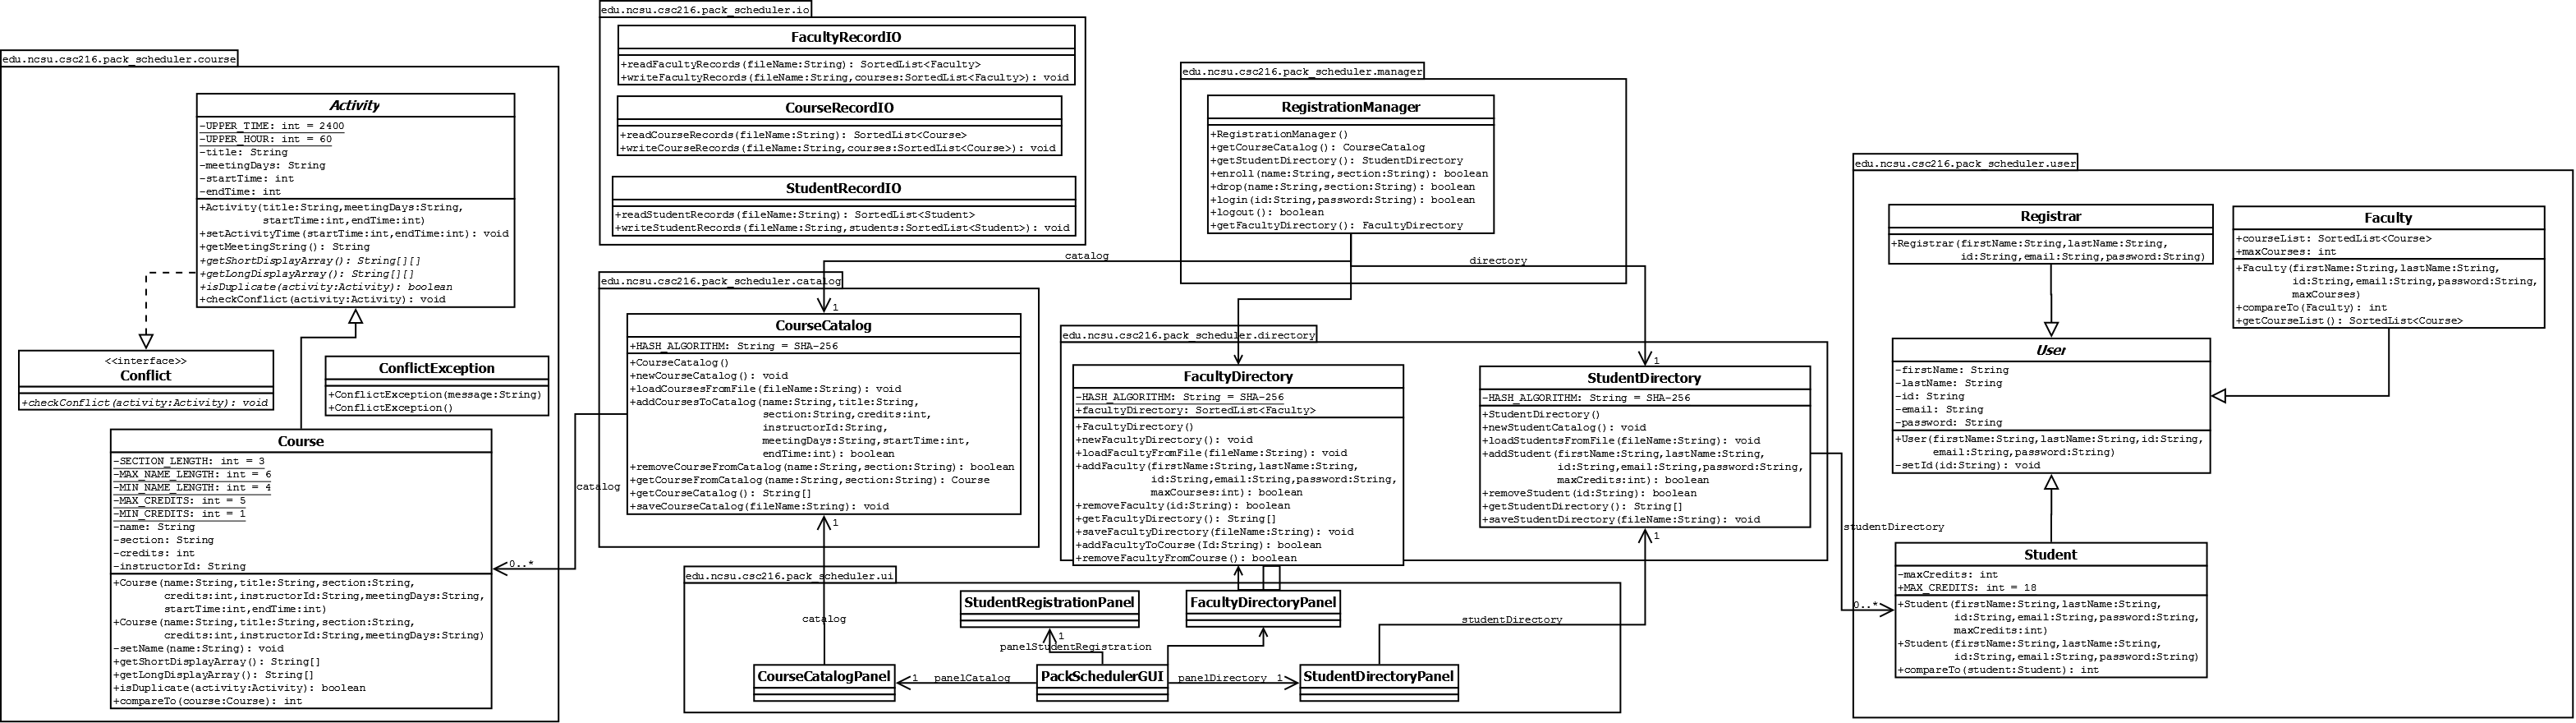 edu.ncsu.csc216.pack_scheduler.course
Activity
-UPPER_TIME: int = 2400
-UPPER_HOUR: int = 60
-title: String
-meetingDays: String
-startTime: int
-endTime: int
+Activity(title:String,meetingDays:String,
startTime:int,endTime:int)
+setActivityTime(startTime:int,endTime:int): void
+getMeetingString(): String
+getShortDisplayArray(): String[][]
+getLongDisplayArray(): String[][]
+isDuplicate(activity:Activity): boolean
+checkConflict(activity:Activity): void
<<interface>>
Conflict
+checkConflict(activity:Activity): void
ConflictException
+ConflictException(message:String)
+ConflictException()
Course
-SECTION_LENGTH: int = 3
-MAX_NAME_LENGTH: int = 6
-MIN_NAME_LENGTH: int = 4
-MAX_CREDITS: int = 5
-MIN_CREDITS: int = 1
-name: String
-section: String
-credits: int
-instructorId: String
+Course(name:String,title:String,section:String,
credits:int,instructorId:String,meetingDays:String,
startTime:int,endTime:int)
+Course(name:String,title:String,section:String,
credits:int,instructorId:String,meetingDays:String)
-setName(name:String): void
+getShortDisplayArray(): String[]
+getLongDisplayArray(): String[]
+isDuplicate(activity:Activity): boolean
+compareTo(course:Course): int
0..*
catalog
edu.ncsu.csc216.pack_scheduler.io
FacultyRecordIO
+readFacultyRecords(fileName:String): SortedList<Faculty>
+writeFacultyRecords(fileName:String,courses:SortedList<Faculty>): void
CourseRecordIO
+readCourseRecords(fileName:String): SortedList<Course>
+writeCourseRecords(fileName:String,courses:SortedList<Course>): void
StudentRecordIO
+readStudentRecords(fileName:String): SortedList<Student>
+writeStudentRecords(fileName:String,students:SortedList<Student>): void
edu.ncsu.csc216.pack_scheduler.manager
RegistrationManager
+RegistrationManager()
+getCourseCatalog(): CourseCatalog
+getStudentDirectory(): StudentDirectory
+enroll(name:String,section:String): boolean
+drop(name:String,section:String): boolean
+login(id:String,password:String): boolean
+logout(): boolean
+getFacultyDirectory(): FacultyDirectory
catalog
directory
1
1
edu.ncsu.csc216.pack_scheduler.catalog
CourseCatalog
+HASH_ALGORITHM: String = SHA-256
+CourseCatalog()
+newCourseCatalog(): void
+loadCoursesFromFile(fileName:String): void
+addCoursesToCatalog(name:String,title:String,
section:String,credits:int,
instructorId:String,
meetingDays:String,startTime:int,
endTime:int): boolean
+removeCourseFromCatalog(name:String,section:String): boolean
+getCourseFromCatalog(name:String,section:String): Course
+getCourseCatalog(): String[]
+saveCourseCatalog(fileName:String): void
1
edu.ncsu.csc216.pack_scheduler.directory
FacultyDirectory
-HASH_ALGORITHM: String = SHA-256
+facultyDirectory: SortedList<Faculty>
+FacultyDirectory()
+newFacultyDirectory(): void
+loadFacultyFromFile(fileName:String): void
+addFaculty(firstName:String,lastName:String,
id:String,email:String,password:String,
maxCourses:int): boolean
+removeFaculty(id:String): boolean
+getFacultyDirectory(): String[]
+saveFacultyDirectory(fileName:String): void
+addFacultyToCourse(Id:String): boolean
+removeFacultyFromCourse(): boolean
StudentDirectory
-HASH_ALGORITHM: String = SHA-256
+StudentDirectory()
+newStudentCatalog(): void
+loadStudentsFromFile(fileName:String): void
+addStudent(firstName:String,lastName:String,
id:String,email:String,password:String,
maxCredits:int): boolean
+removeStudent(id:String): boolean
+getStudentDirectory(): String[]
+saveStudentDirectory(fileName:String): void
1
studentDirectory
0..*
edu.ncsu.csc216.pack_scheduler.ui
StudentRegistrationPanel
FacultyDirectoryPanel
catalog
1
panelStudentRegistration
studentDirectory
CourseCatalogPanel
1
panelCatalog
PackSchedulerGUI
panelDirectory
1
StudentDirectoryPanel
edu.ncsu.csc216.pack_scheduler.user
Registrar
+Registrar(firstName:String,lastName:String,
id:String,email:String,password:String)
Faculty
+courseList: SortedList<Course>
+maxCourses: int
+Faculty(firstName:String,lastName:String,
id:String,email:String,password:String,
maxCourses)
+compareTo(Faculty): int
+getCourseList(): SortedList<Course>
User
-firstName: String
-lastName: String
-id: String
-email: String
-password: String
+User(firstName:String,lastName:String,id:String,
email:String,password:String)
-setId(id:String): void
Student
-maxCredits: int
+MAX_CREDITS: int = 18
+Student(firstName:String,lastName:String,
id:String,email:String,password:String,
maxCredits:int)
+Student(firstName:String,lastName:String,
id:String,email:String,password:String)
+compareTo(student:Student): int